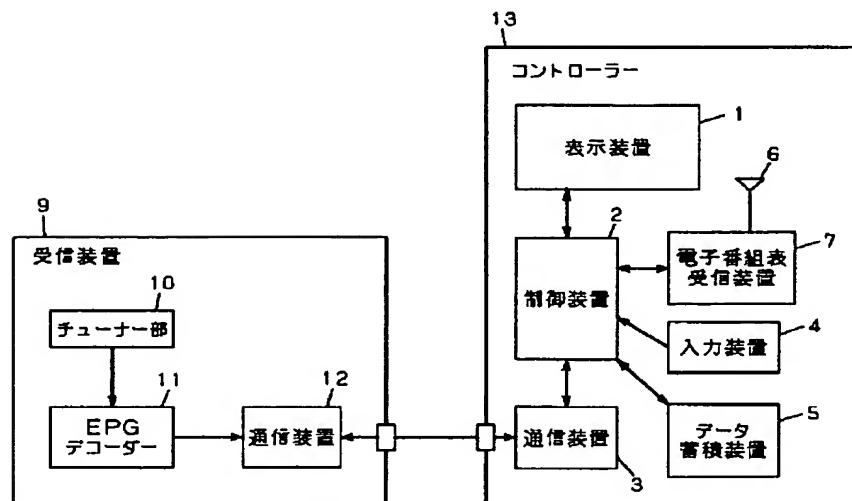 13
コントローラー
1
表示装置
6
9
受信装置
2
7
電子番組表
受信装置
10
チューナー部
制御装置
4
入力装置
11
12
EPG
デコーダー
通信装置
通信装置
3
5
データ
蓄積装置